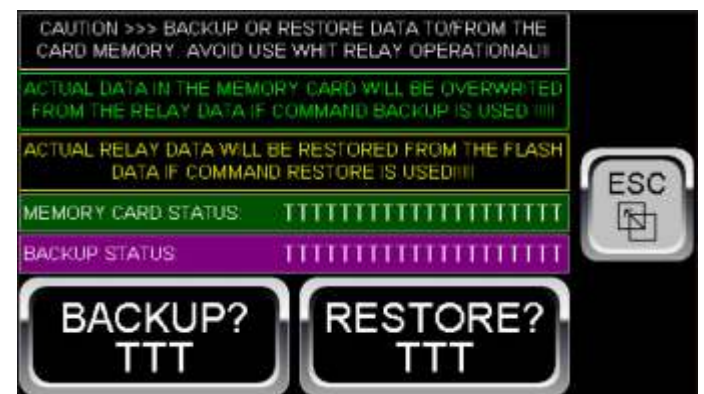 CAUTION >>> BACKUP OR RESTORE DATA TO/FROM THE
CARD MEMORY. AVOID USE WHIT RELAY OPERATIONAL!!
ACTUAL DATA IN THE MEMORY CARD WILL BE OVERWRITED
FROM THE RELAY DATA IF COMMAND BACKUP IS USED !!!!!
ACTUAL RELAY DATA WILL BE RESTORED FROM THE FLASH
DATA IF COMMAND RESTORE IS USED!!!!!
MEMORY CARD STATUS: TTTTTTTTTTTTTTTTTTTT
BACKUP STATUS TTTTTTTTTTTTTTTTTTTT
ESC
BACKUP?
TTT
RESTORE?
TTT